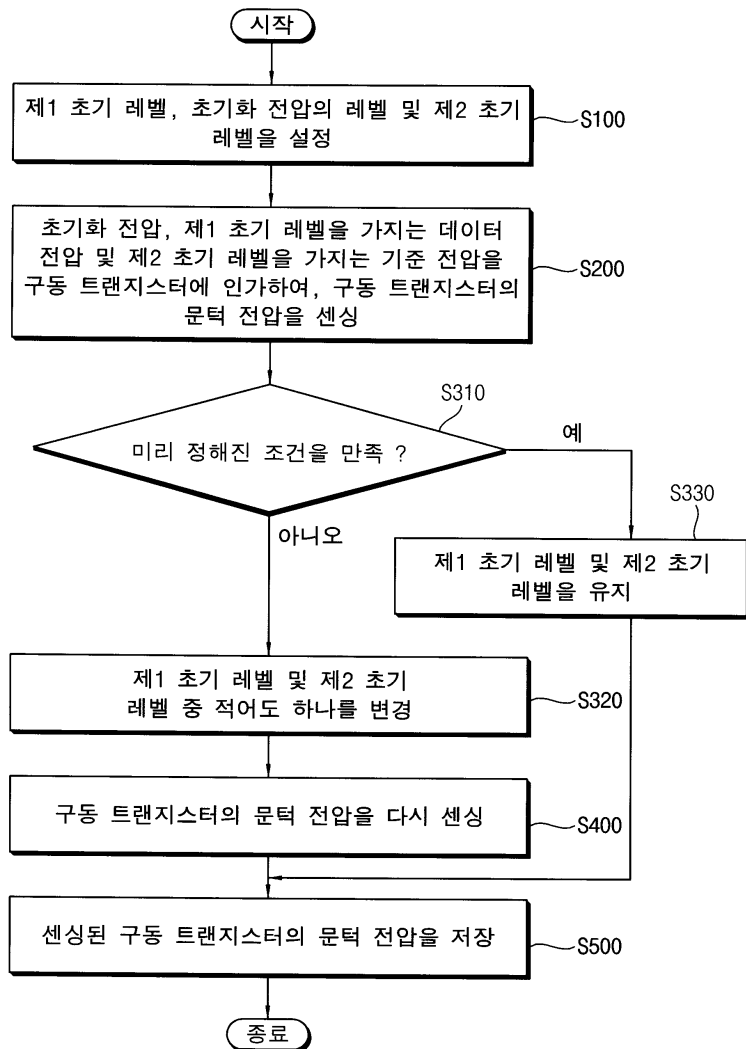 시작
제1 초기 레벨, 초기화 전압의 레벨 및 제2 초기
레벨을 설정
S100
초기화 전압, 제1 초기 레벨을 가지는 데이터
전압 및 제2 초기 레벨을 가지는 기준 전압을
구동 트랜지스터에 인가하여, 구동 트랜지스터의
문턱 전압을 센싱
S200
S310
미리 정해진 조건을 만족 ?
예
아니오
S330
제1 초기 레벨 및 제2 초기
레벨을 유지
제1 초기 레벨 및 제2 초기
레벨 중 적어도 하나를 변경
S320
구동 트랜지스터의 문턱 전압을 다시 센싱
S400
센싱된 구동 트랜지스터의 문턱 전압을 저장
S500
종료